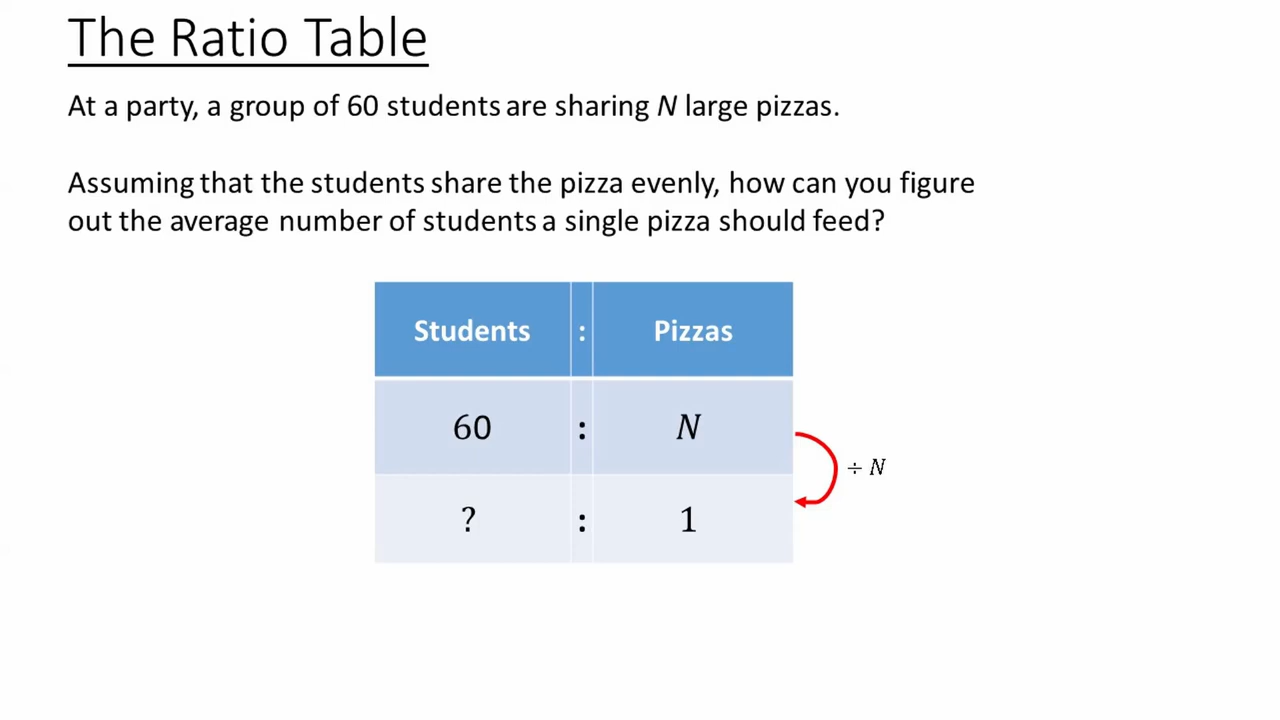 The Ratio Table
At a party, a group of 60 students are sharing N large pizzas.
Assuming that the students share the pizza evenly, how can you figure
out the average number of students a single pizza should feed?
Students : Pizzas
60 : N
÷ N
? : 1